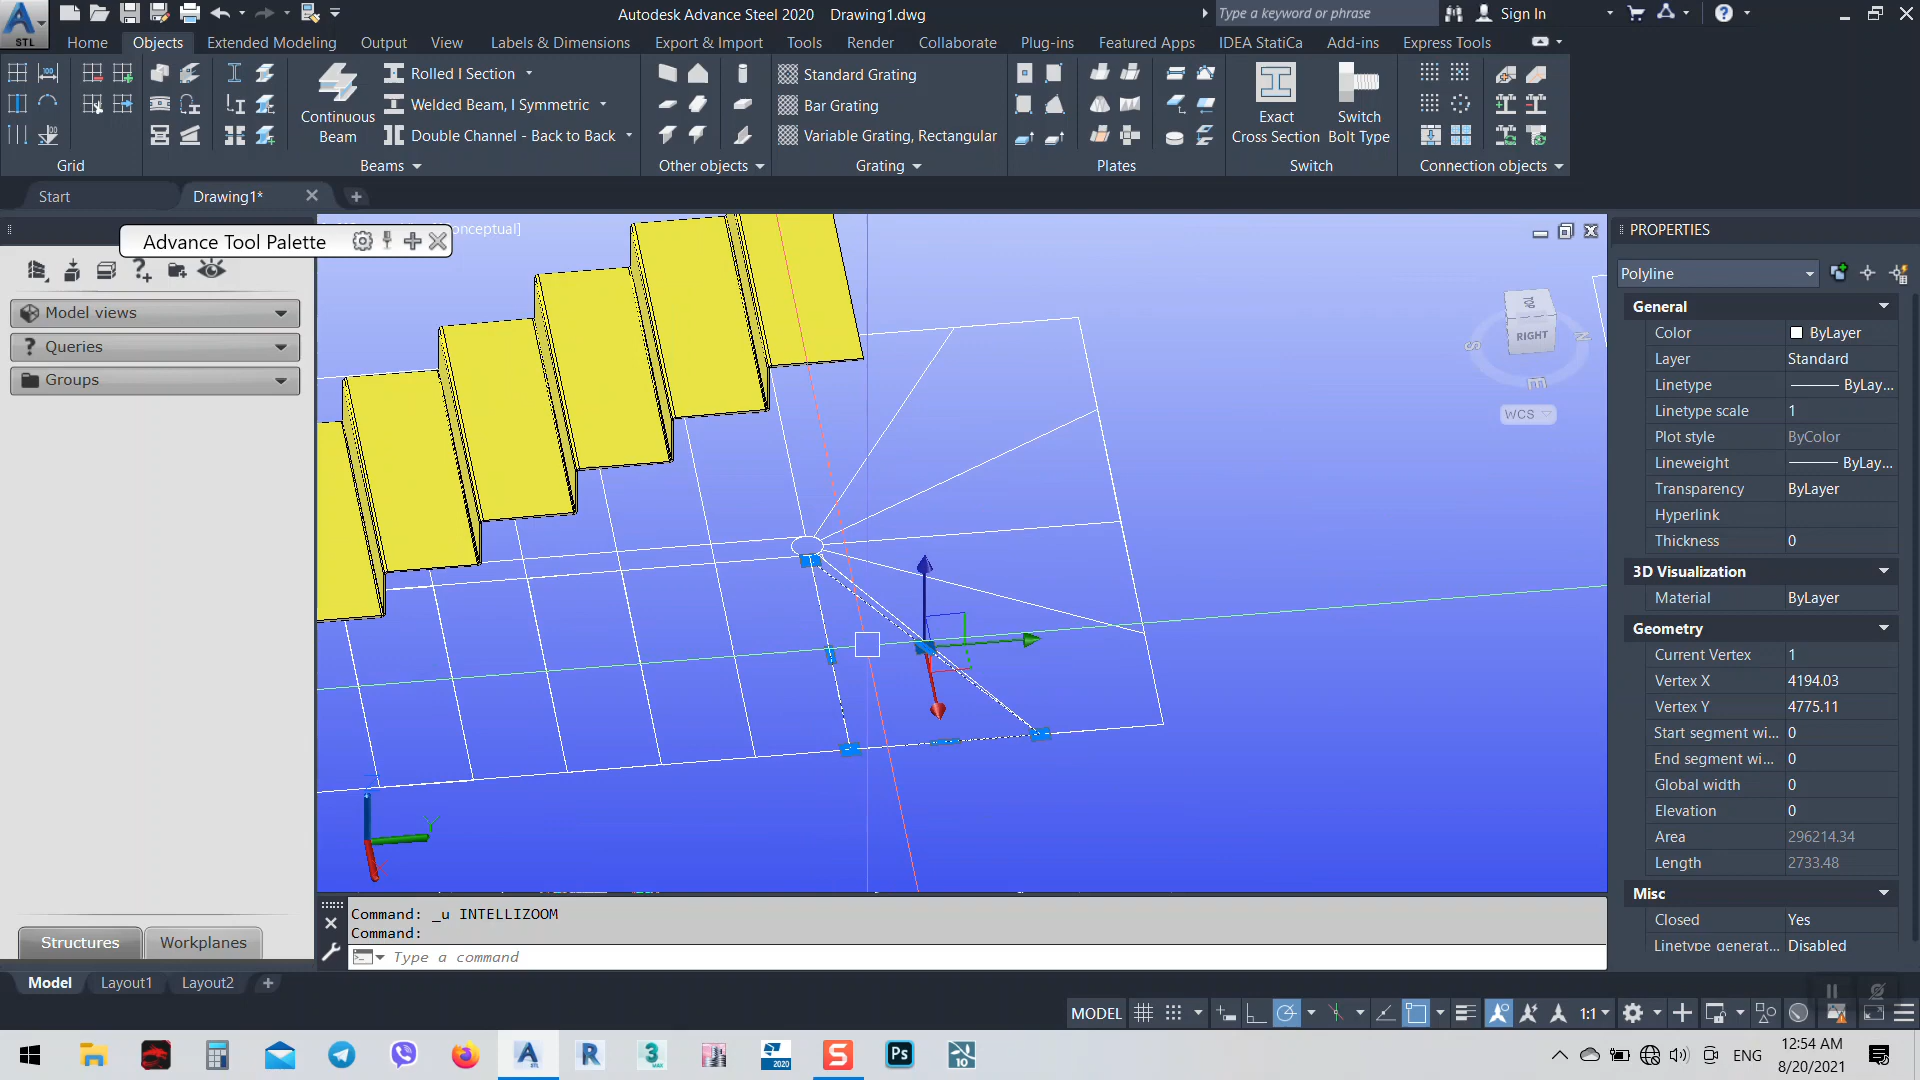 Autodesk Advance Steel 2020 Drawing1.dwg
Type a keyword or phrase
Sign In
STL
Home Objects Extended Modeling Output View Labels & Dimensions Export & Import Tools Render Collaborate Plug-ins Featured Apps IDEA StatiCa Add-ins Express Tools
Continuous Beam
Rolled I Section
Welded Beam, I Symmetric
Double Channel - Back to Back
Standard Grating
Bar Grating
Variable Grating, Rectangular
Exact Cross Section
Switch Bolt Type
Grid Beams Other objects Grating Plates Switch Connection objects
Start Drawing1*
Advance Tool Palette
onceptual]
Model views
Queries
Groups
Structures Workplanes
TOP
RIGHT
S
N
E
WCS
Y
PROPERTIES
Polyline
General
Color ByLayer
Layer Standard
Linetype ByLay...
Linetype scale 1
Plot style ByColor
Lineweight ByLay...
Transparency ByLayer
Hyperlink
Thickness 0
3D Visualization
Material ByLayer
Geometry
Current Vertex 1
Vertex X 4194.03
Vertex Y 4775.11
Start segment wi... 0
End segment wi... 0
Global width 0
Elevation 0
Area 296214.34
Length 2733.48
Misc
Closed Yes
Linetype generat... Disabled
Command: _u INTELLIZOOM
Command:
Type a command
Model Layout1 Layout2
MODEL 1:1
ENG
12:54 AM
8/20/2021